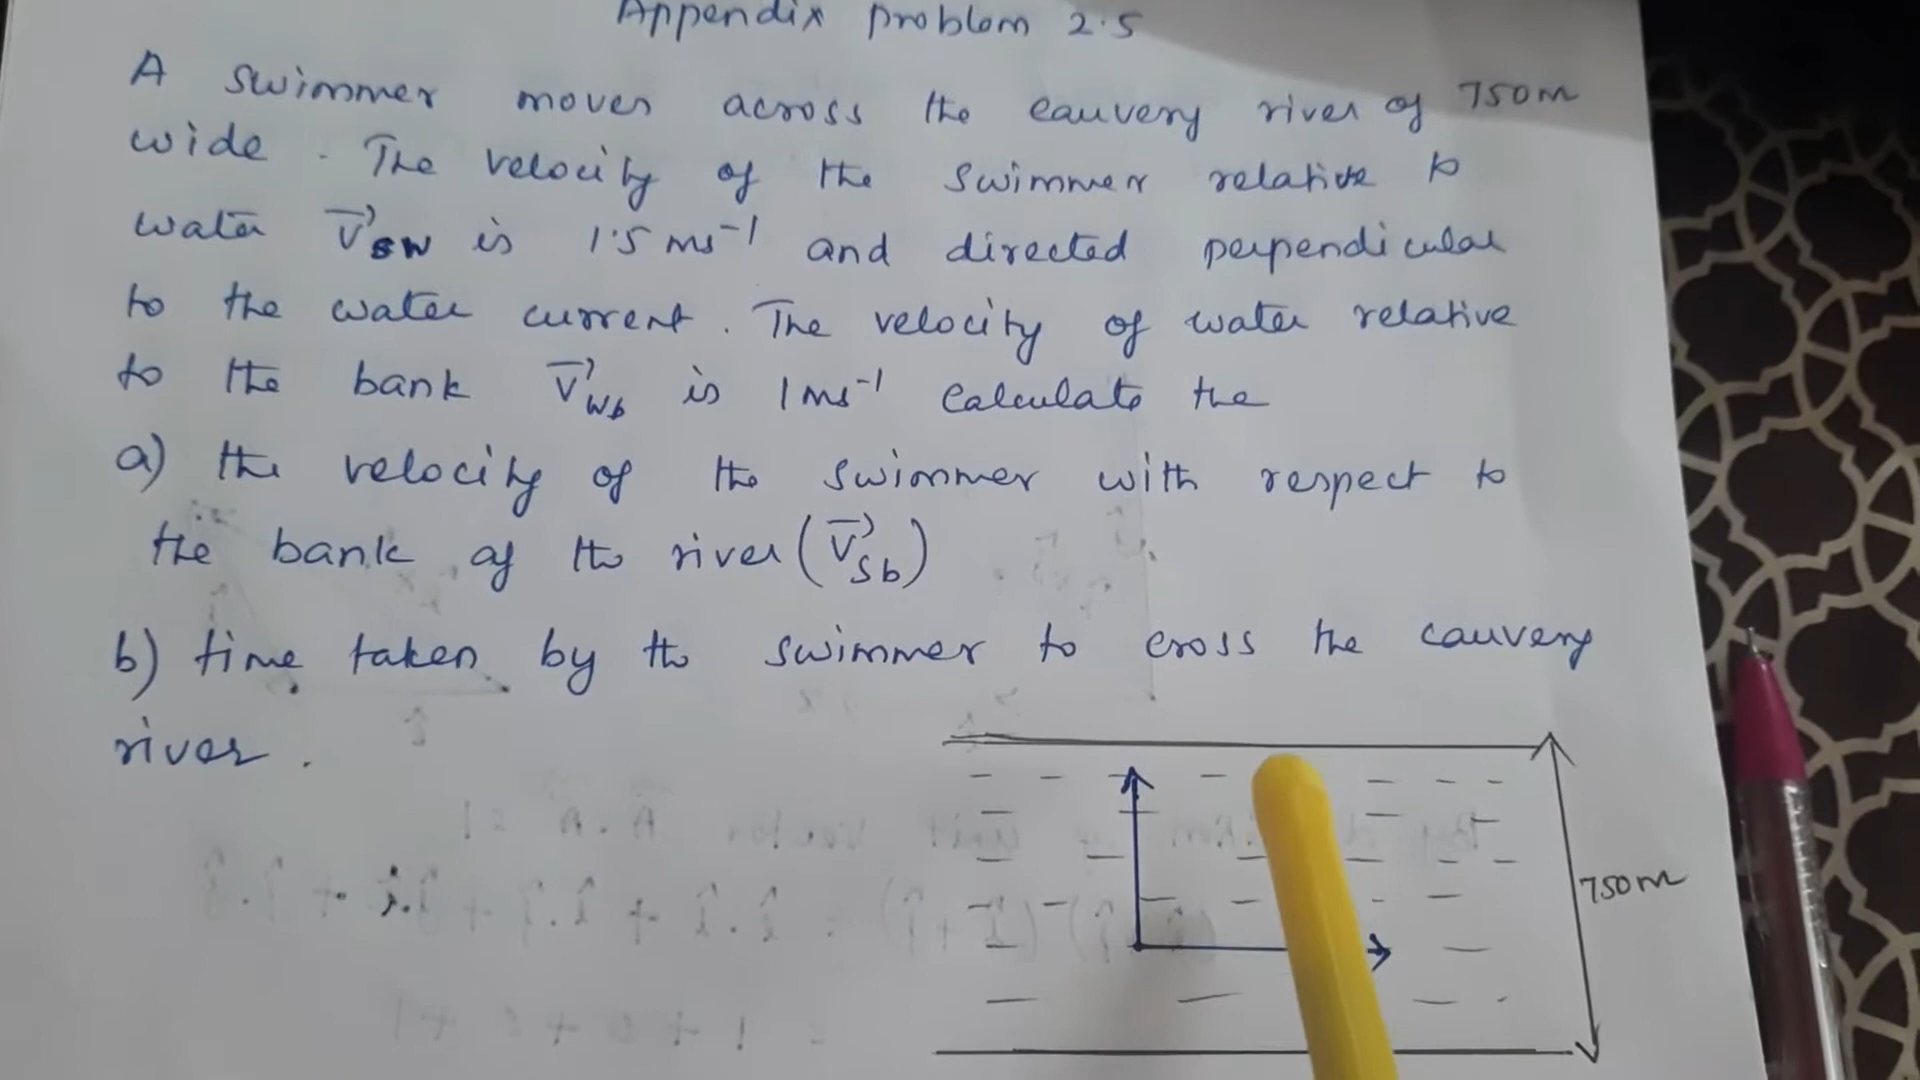 Appendix problem 2.5
A swimmer moves across the cauvery river of 750m
wide. The velocity of the swimmer relative to
water v⃗sw is 1.5 ms⁻¹ and directed perpendicular
to the water current. The velocity of water relative
to the bank v⃗wb is 1ms⁻¹ Calculate the
a) the velocity of the swimmer with respect to
the bank of the river (v⃗sb)
b) time taken by the swimmer to cross the cauvery
river.
750m